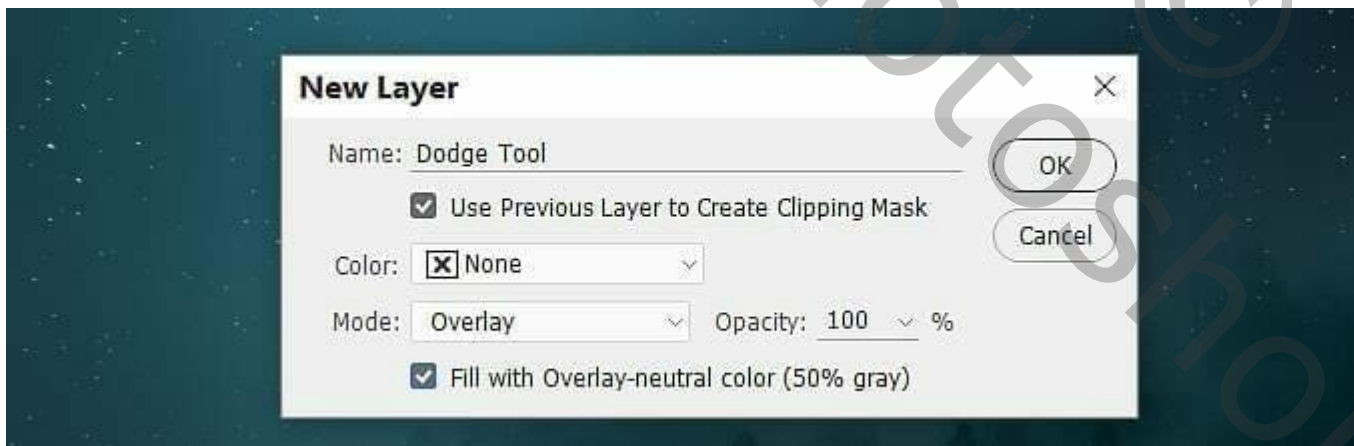 New Layer
Name: Dodge Tool
OK
Use Previous Layer to Create Clipping Mask
Cancel
Color: None
Mode: Overlay Opacity: 100 %
Fill with Overlay-neutral color (50% gray)